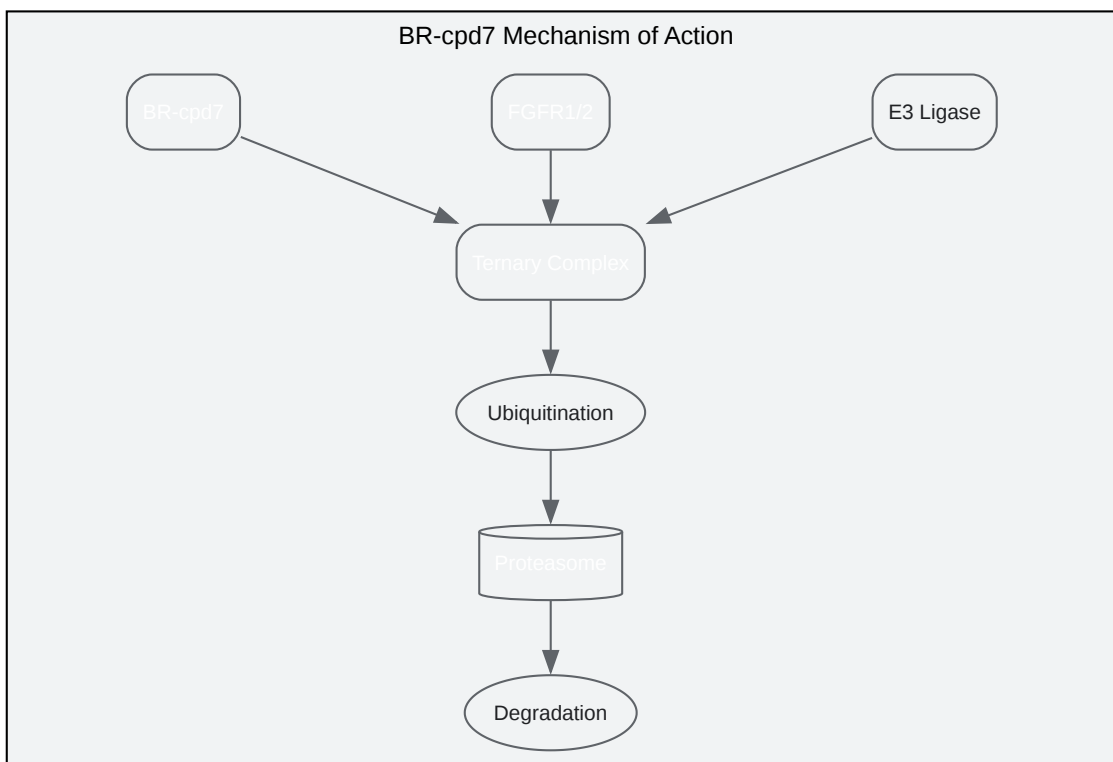 BR-cpd7 Mechanism of Action
BR-cpd7
FGFR1/2
E3 Ligase
Ternary Complex
Ubiquitination
Proteasome
Degradation